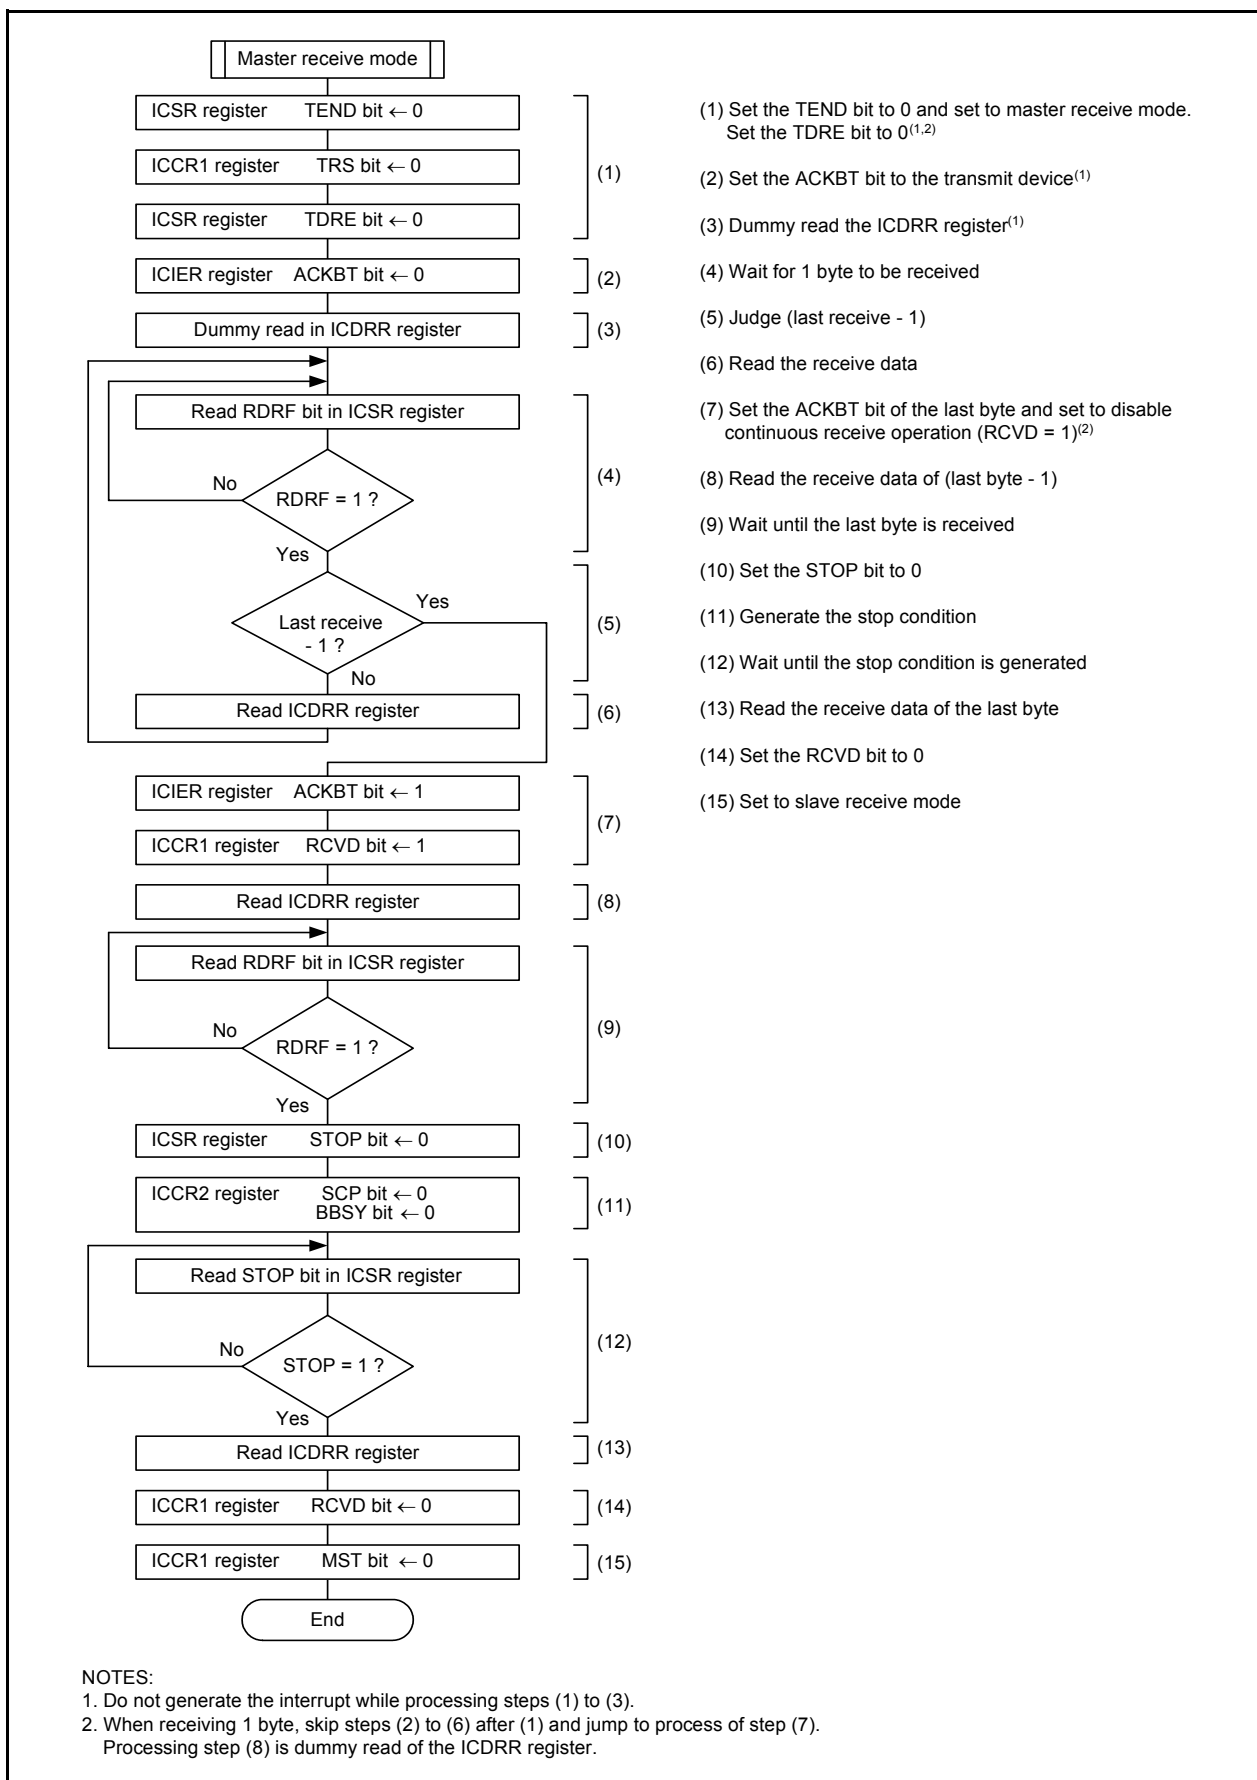 Master receive mode
ICSR register TEND bit ← 0
ICCR1 register TRS bit ← 0
ICSR register TDRE bit ← 0
(1)
ICIER register ACKBT bit ← 0
(2)
Dummy read in ICDRR register
(3)
Read RDRF bit in ICSR register
No
RDRF = 1 ?
(4)
Yes
Yes
Last receive
- 1 ?
(5)
No
Read ICDRR register
(6)
ICIER register ACKBT bit ← 1
ICCR1 register RCVD bit ← 1
(7)
Read ICDRR register
(8)
Read RDRF bit in ICSR register
No
RDRF = 1 ?
(9)
Yes
ICSR register STOP bit ← 0
(10)
ICCR2 register SCP bit ← 0
BBSY bit ← 0
(11)
Read STOP bit in ICSR register
No
STOP = 1 ?
(12)
Yes
Read ICDRR register
(13)
ICCR1 register RCVD bit ← 0
(14)
ICCR1 register MST bit ← 0
(15)
End
(1) Set the TEND bit to 0 and set to master receive mode.
Set the TDRE bit to 0(1,2)
(2) Set the ACKBT bit to the transmit device(1)
(3) Dummy read the ICDRR register(1)
(4) Wait for 1 byte to be received
(5) Judge (last receive - 1)
(6) Read the receive data
(7) Set the ACKBT bit of the last byte and set to disable
continuous receive operation (RCVD = 1)(2)
(8) Read the receive data of (last byte - 1)
(9) Wait until the last byte is received
(10) Set the STOP bit to 0
(11) Generate the stop condition
(12) Wait until the stop condition is generated
(13) Read the receive data of the last byte
(14) Set the RCVD bit to 0
(15) Set to slave receive mode
NOTES:
1. Do not generate the interrupt while processing steps (1) to (3).
2. When receiving 1 byte, skip steps (2) to (6) after (1) and jump to process of step (7).
Processing step (8) is dummy read of the ICDRR register.